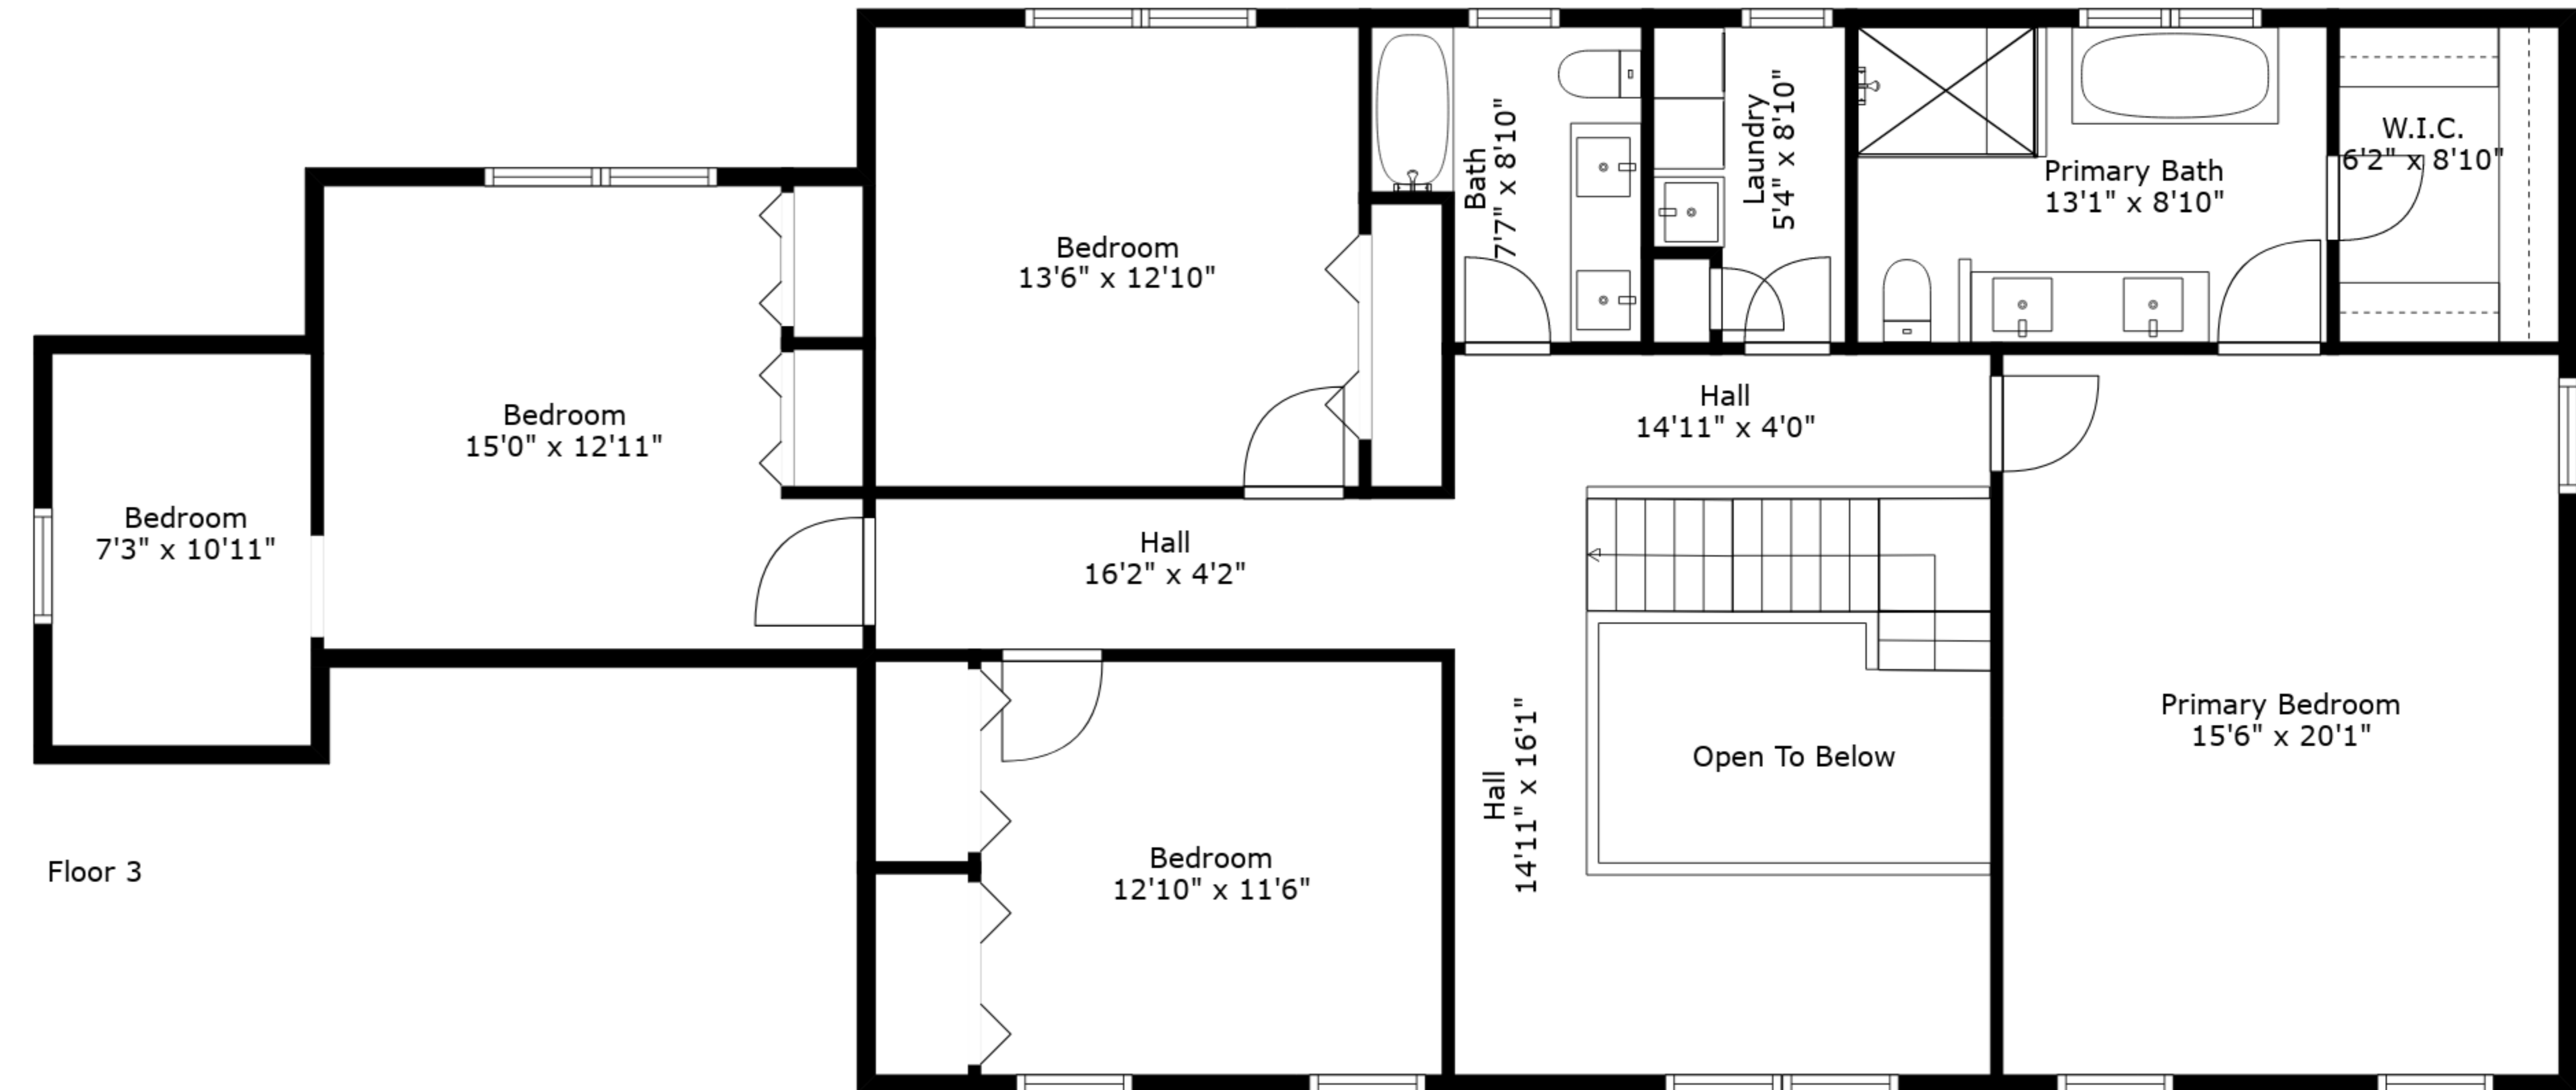 Bedroom
13'6" x 12'10"
Bath
7'7" x 8'10"
Laundry
5'4" x 8'10"
Primary Bath
13'1" x 8'10"
W.I.C.
6'2" x 8'10"
Bedroom
7'3" x 10'11"
Bedroom
15'0" x 12'11"
Hall
16'2" x 4'2"
Hall
14'11" x 4'0"
Bedroom
12'10" x 11'6"
Hall
14'11" x 16'1"
Open To Below
Primary Bedroom
15'6" x 20'1"
Floor 3